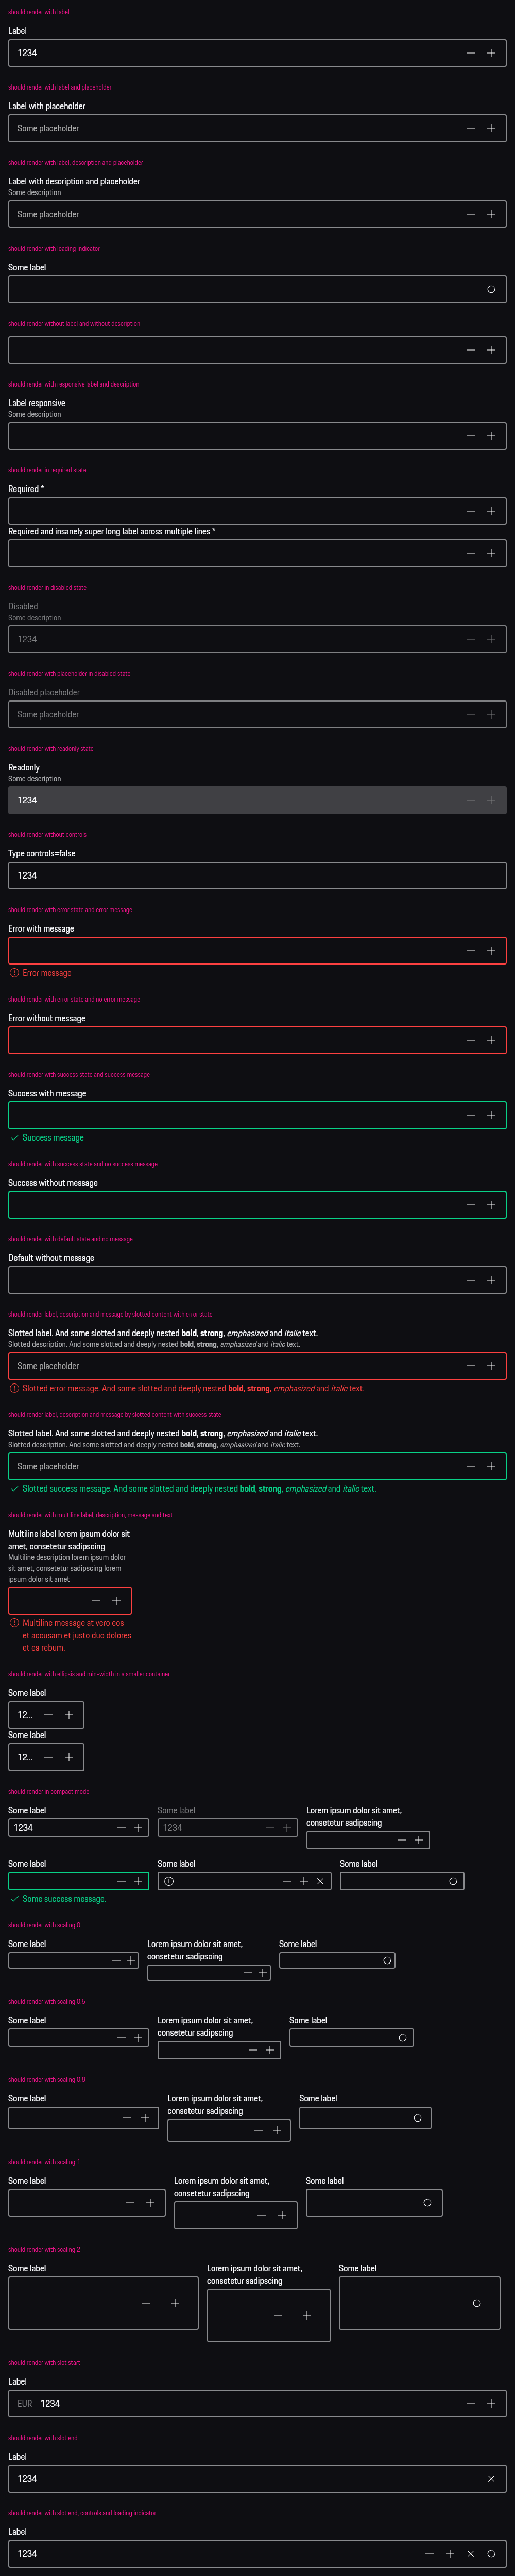 should render with label
Label
1234
should render with label and placeholder
Label with placeholder
Some placeholder
should render with label, description and placeholder
Label with description and placeholder
Some description
Some placeholder
should render with loading indicator
Some label
should render without label and without description
should render with responsive label and description
Label responsive
Some description
should render in required state
Required *
Required and insanely super long label across multiple lines *
should render in disabled state
Disabled
Some description
1234
should render with placeholder in disabled state
Disabled placeholder
Some placeholder
should render with readonly state
Readonly
Some description
1234
should render without controls
Type controls=false
1234
should render with error state and error message
Error with message
Error message
should render with error state and no error message
Error without message
should render with success state and success message
Success with message
Success message
should render with success state and no success message
Success without message
should render with default state and no message
Default without message
should render label, description and message by slotted content with error state
Slotted label. And some slotted and deeply nested bold, strong, emphasized and italic text.
Slotted description. And some slotted and deeply nested bold, strong, emphasized and italic text.
Some placeholder
Slotted error message. And some slotted and deeply nested bold, strong, emphasized and italic text.
should render label, description and message by slotted content with success state
Slotted label. And some slotted and deeply nested bold, strong, emphasized and italic text.
Slotted description. And some slotted and deeply nested bold, strong, emphasized and italic text.
Some placeholder
Slotted success message. And some slotted and deeply nested bold, strong, emphasized and italic text.
should render with multiline label, description, message and text
Multiline label lorem ipsum dolor sit
amet, consetetur sadipscing
Multiline description lorem ipsum dolor
sit amet, consetetur sadipscing lorem
ipsum dolor sit amet
Multiline message at vero eos
et accusam et justo duo dolores
et ea rebum.
should render with ellipsis and min-width in a smaller container
Some label
12...
Some label
12...
should render in compact mode
Some label
1234
Some label
1234
Lorem ipsum dolor sit amet,
consetetur sadipscing
Some label
Some success message.
Some label
Some label
should render with scaling 0
Some label
Lorem ipsum dolor sit amet,
consetetur sadipscing
Some label
should render with scaling 0.5
Some label
Lorem ipsum dolor sit amet,
consetetur sadipscing
Some label
should render with scaling 0.8
Some label
Lorem ipsum dolor sit amet,
consetetur sadipscing
Some label
should render with scaling 1
Some label
Lorem ipsum dolor sit amet,
consetetur sadipscing
Some label
should render with scaling 2
Some label
Lorem ipsum dolor sit amet,
consetetur sadipscing
Some label
should render with slot start
Label
EUR 1234
should render with slot end
Label
1234
should render with slot end, controls and loading indicator
Label
1234